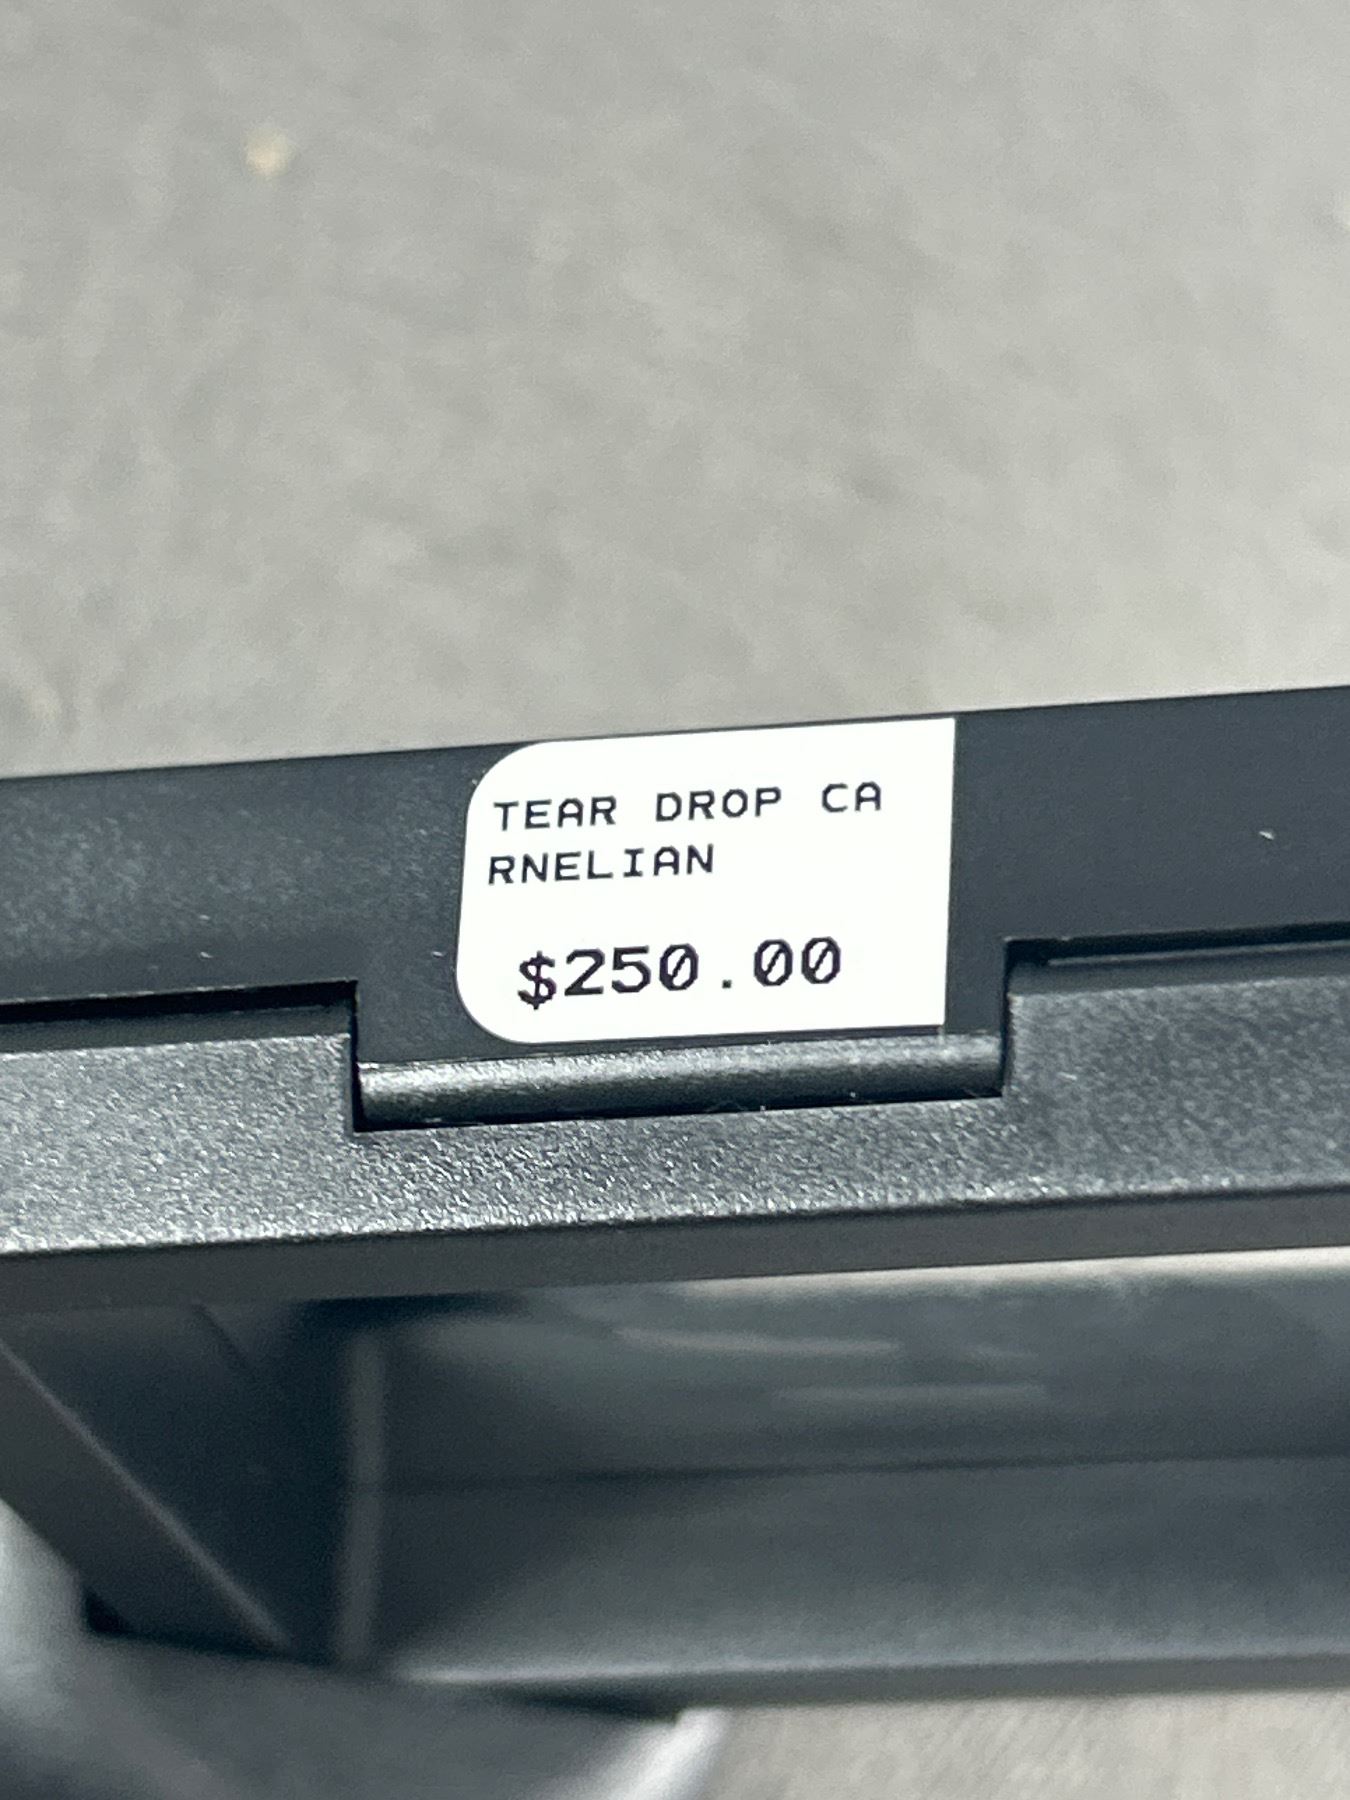 TEAR DROP CA
RNELIAN
$250.00